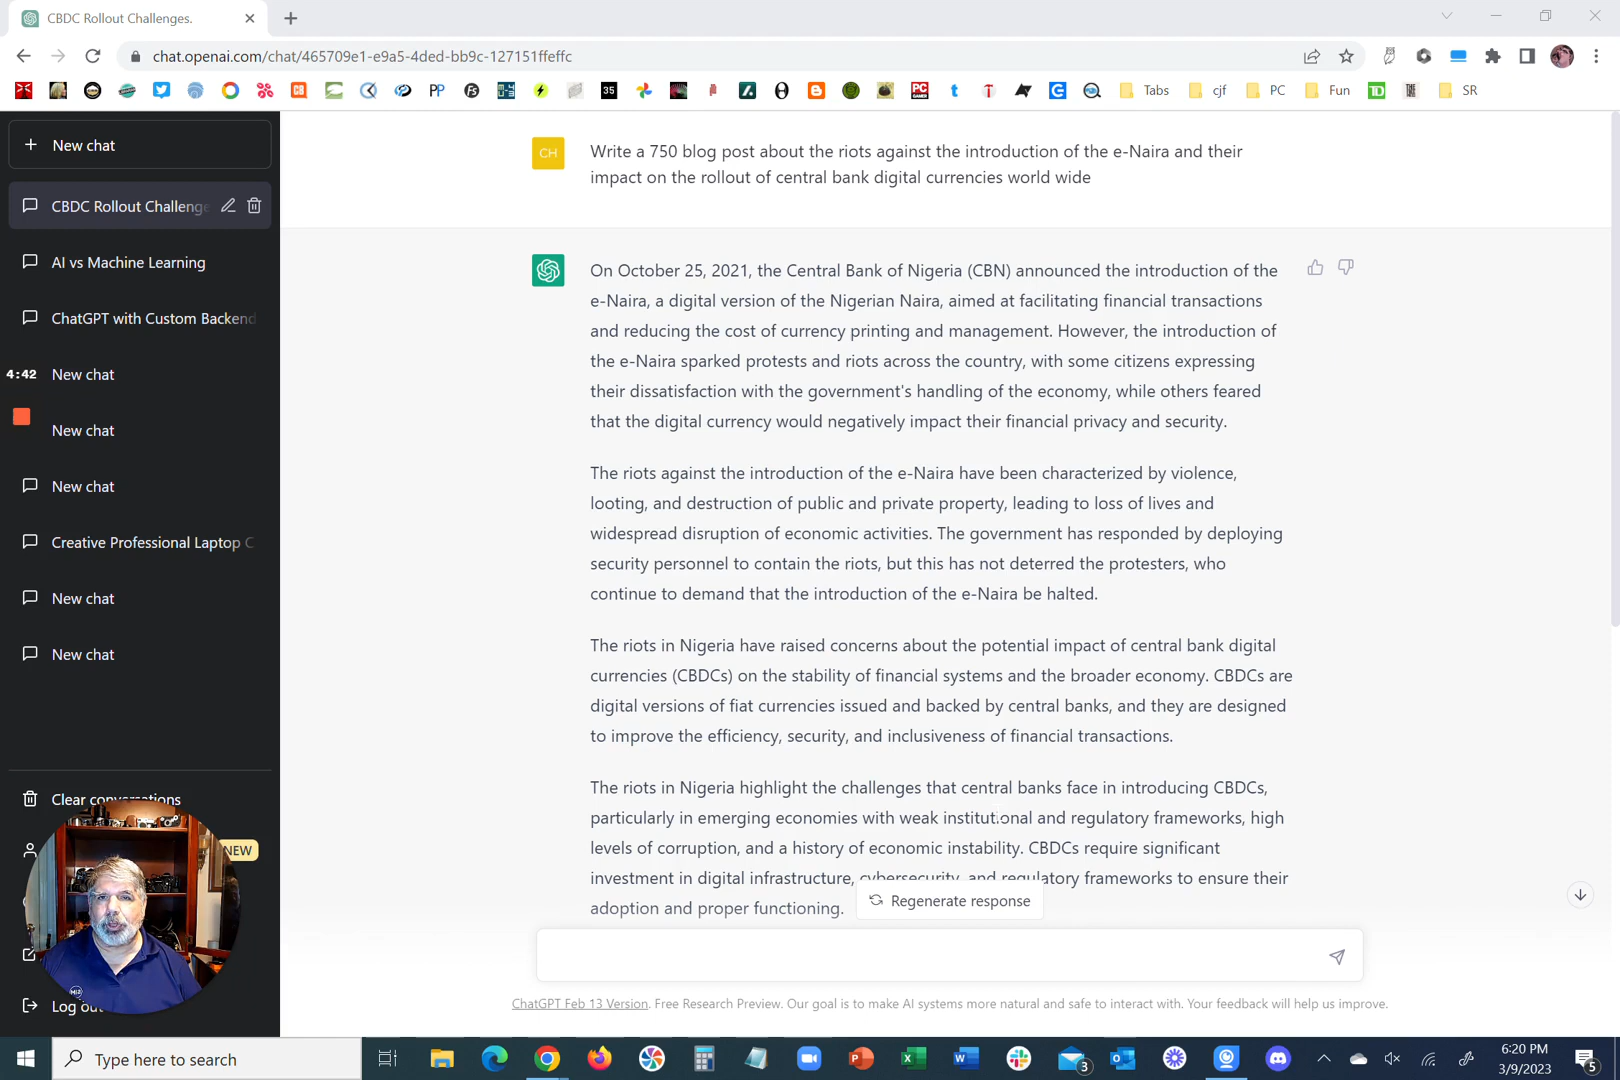 CBDC Rollout Challenges.
chat.openai.com/chat/465709e1-e9a5-4ded-bb9c-127151ffeffc
CB
PP
35
PC GAMER
Tabs
cjf
PC
Fun
TD
SR
New chat
CBDC Rollout Challenge
AI vs Machine Learning
ChatGPT with Custom Backend
4:42
New chat
New chat
New chat
Creative Professional Laptop C
New chat
New chat
Clear conversations
NEW
Log out
CH
Write a 750 blog post about the riots against the introduction of the e-Naira and their
impact on the rollout of central bank digital currencies world wide
On October 25, 2021, the Central Bank of Nigeria (CBN) announced the introduction of the
e-Naira, a digital version of the Nigerian Naira, aimed at facilitating financial transactions
and reducing the cost of currency printing and management. However, the introduction of
the e-Naira sparked protests and riots across the country, with some citizens expressing
their dissatisfaction with the government's handling of the economy, while others feared
that the digital currency would negatively impact their financial privacy and security.
The riots against the introduction of the e-Naira have been characterized by violence,
looting, and destruction of public and private property, leading to loss of lives and
widespread disruption of economic activities. The government has responded by deploying
security personnel to contain the riots, but this has not deterred the protesters, who
continue to demand that the introduction of the e-Naira be halted.
The riots in Nigeria have raised concerns about the potential impact of central bank digital
currencies (CBDCs) on the stability of financial systems and the broader economy. CBDCs are
digital versions of fiat currencies issued and backed by central banks, and they are designed
to improve the efficiency, security, and inclusiveness of financial transactions.
The riots in Nigeria highlight the challenges that central banks face in introducing CBDCs,
particularly in emerging economies with weak institutional and regulatory frameworks, high
levels of corruption, and a history of economic instability. CBDCs require significant
investment in digital infrastructure, cybersecurity, and regulatory frameworks to ensure their
adoption and proper functioning.
Regenerate response
ChatGPT Feb 13 Version. Free Research Preview. Our goal is to make AI systems more natural and safe to interact with. Your feedback will help us improve.
Type here to search
3
6:20 PM
3/9/2023
5